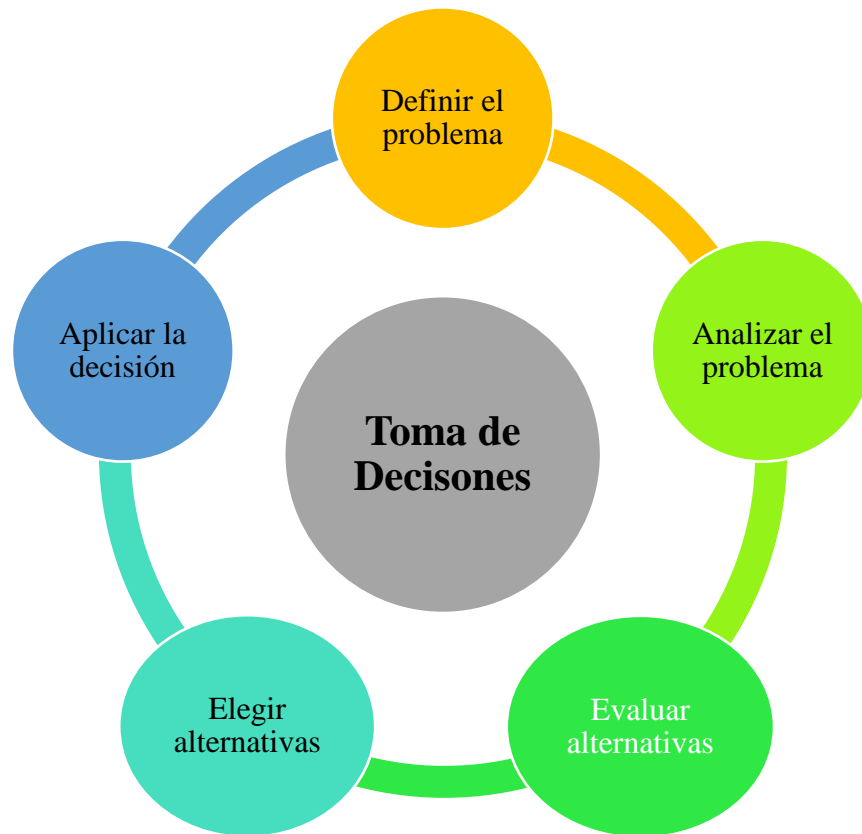 Definir el
problema
Analizar el
problema
Evaluar
alternativas
Elegir
alternativas
Aplicar la
decisión
Toma de
Decisones